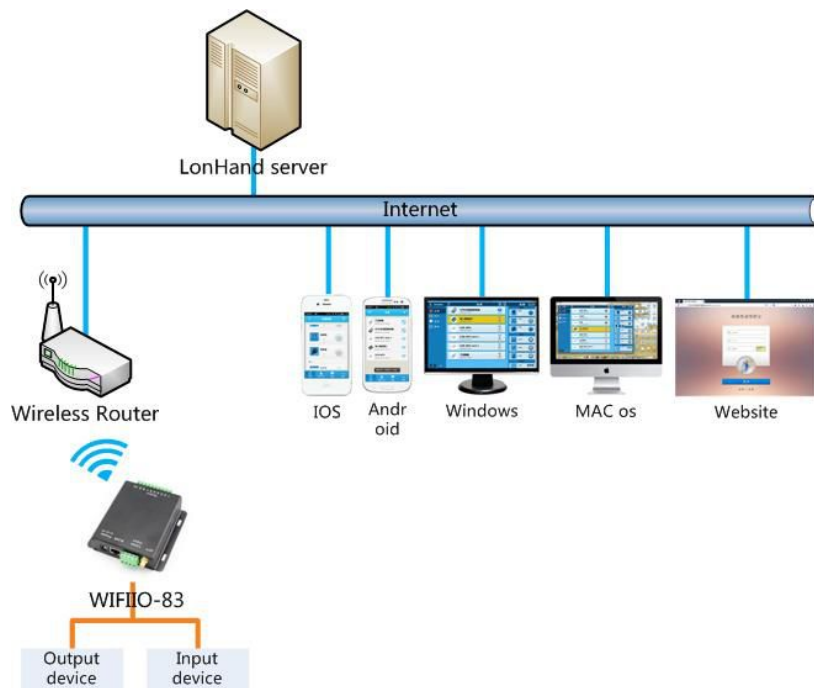 LonHand server
Internet
Wireless Router
IOS
Andr
oid
Windows
MAC os
Website
WIFIIO-83
Output
device
Input
device